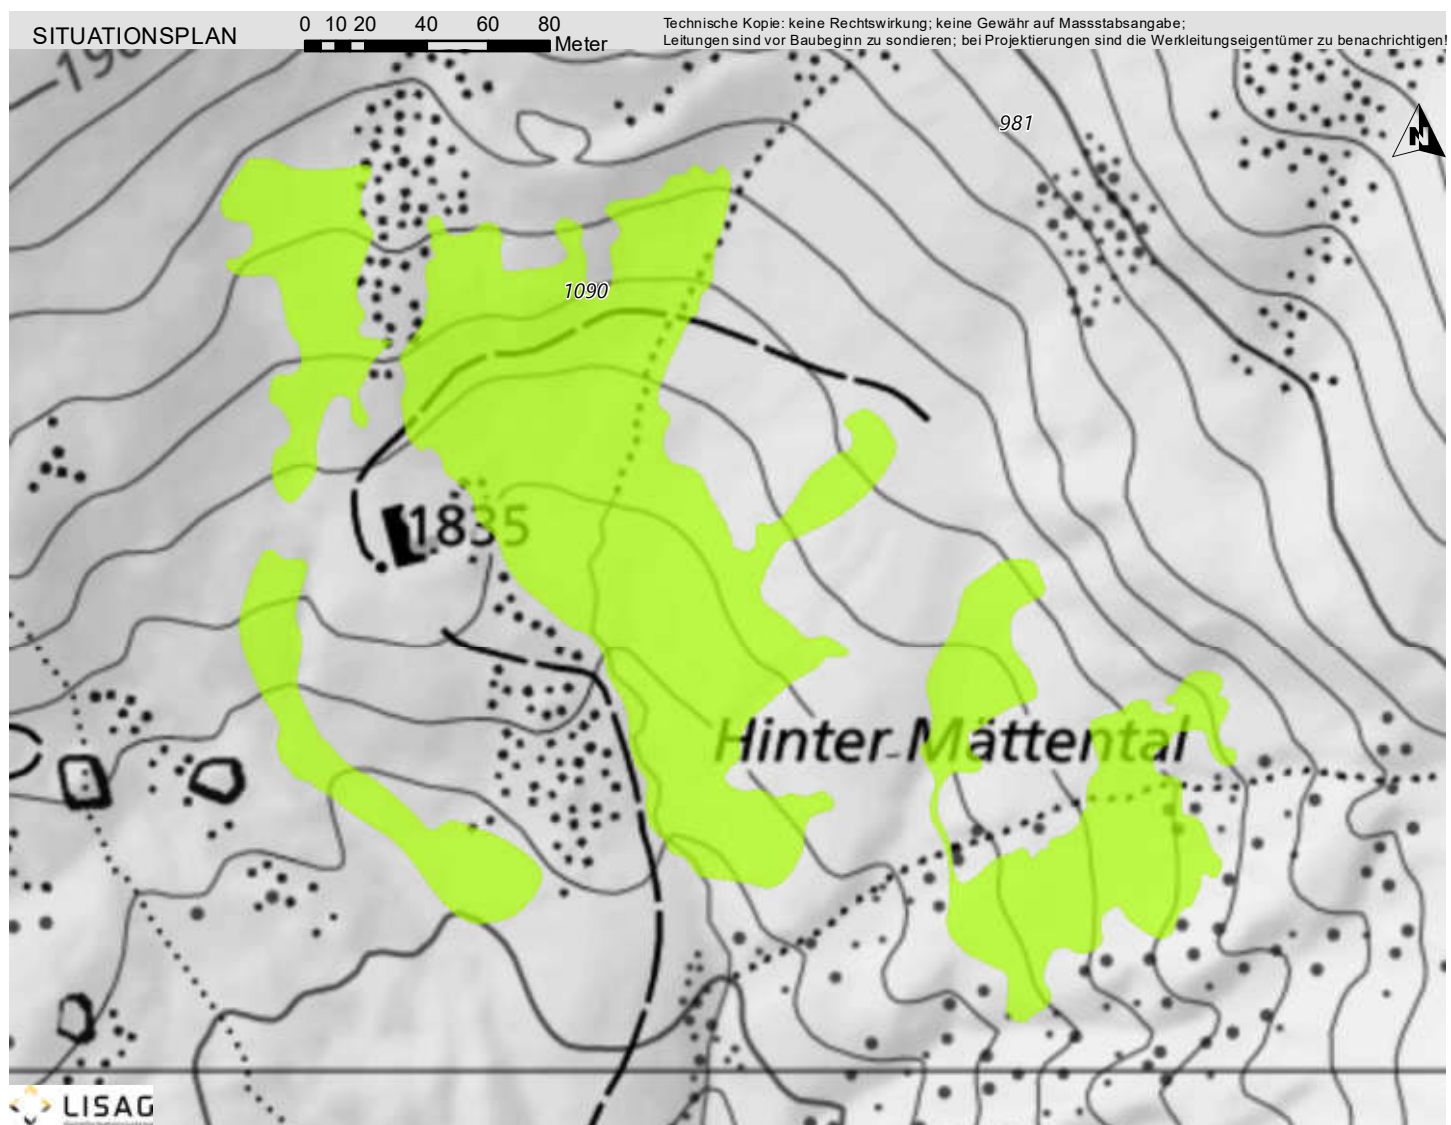 SITUATIONSPLAN
0 10 20 40 60 80
Meter
Technische Kopie: keine Rechtswirkung; keine Gewähr auf Massstabsangabe;
Leitungen sind vor Baubeginn zu sondieren; bei Projektierungen sind die Werkleitungseigentümer zu benachrichtigen!
981
N
1090
1835
Hinter Mättental
LISAG